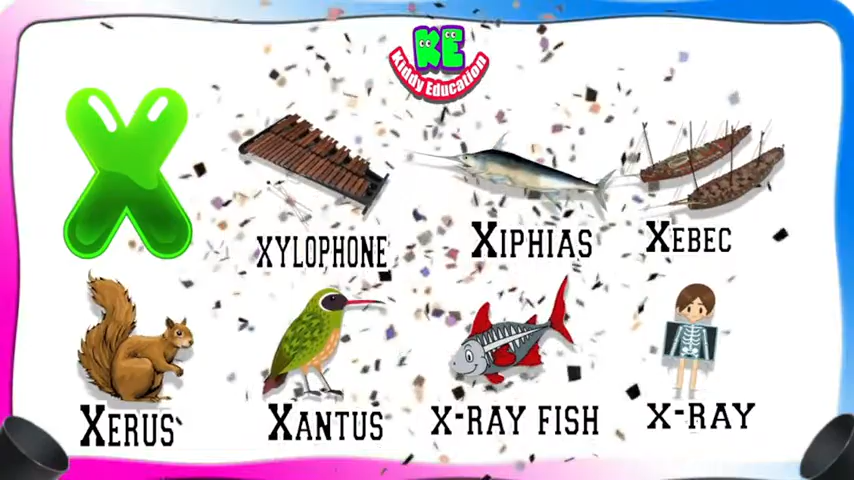 KE
Kiddy Education
X
XYLOPHONE
XIPHIAS
XEBEC
XERUS
XANTUS
X-RAY FISH
X-RAY